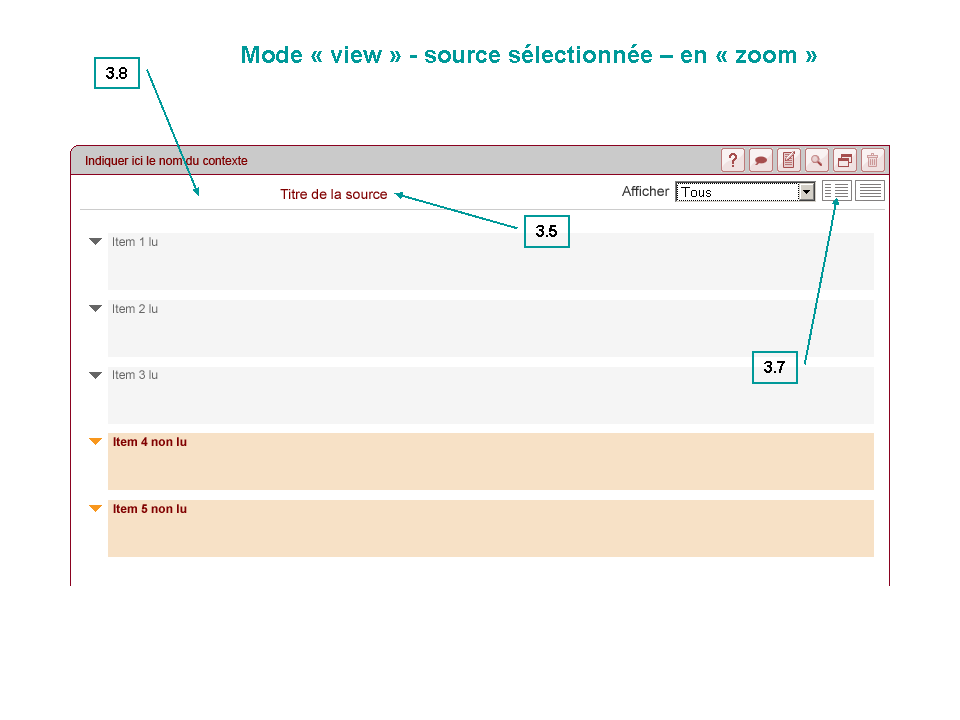 Mode « view » - source sélectionnée – en « zoom »
3.8
Indiquer ici le nom du contexte
?
Titre de la source
Afficher
Tous
3.5
Item 1 lu
Item 2 lu
3.7
Item 3 lu
Item 4 non lu
Item 5 non lu